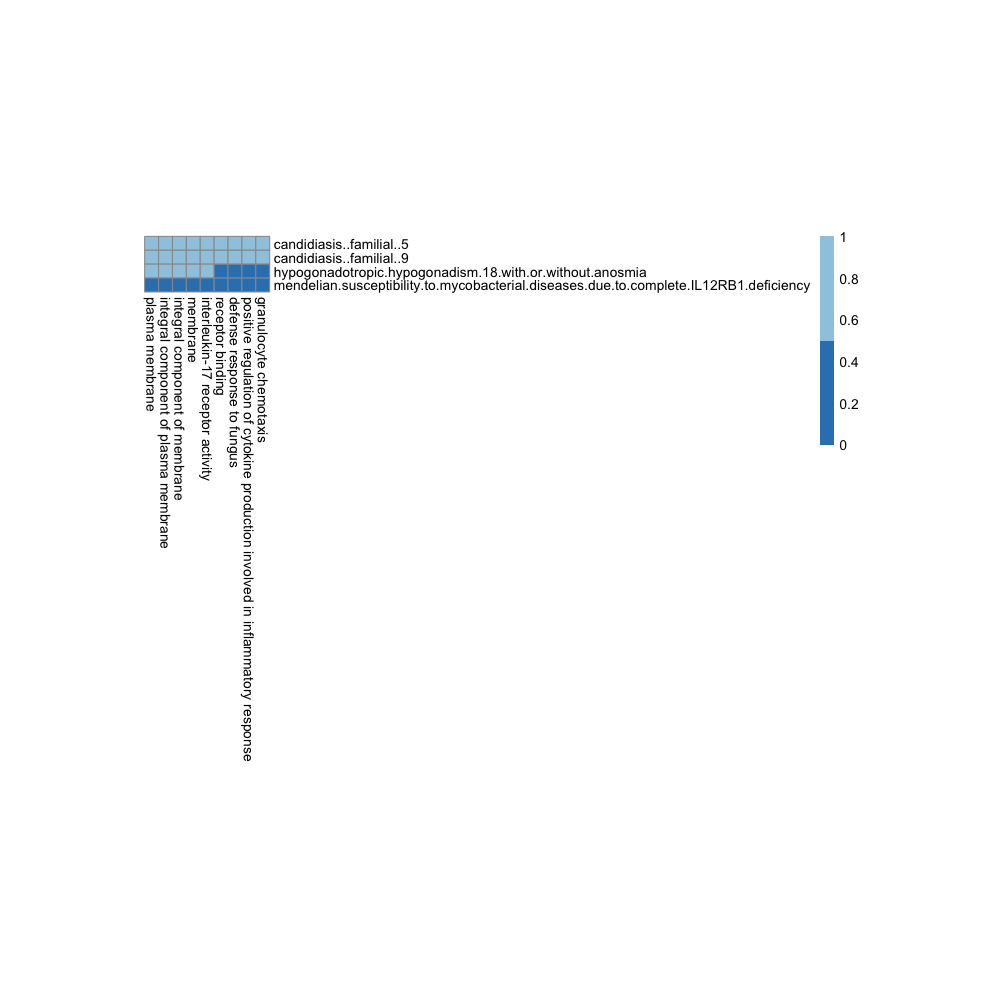 candidiasis..familial..5
candidiasis..familial..9
hypogonadotropic.hypogonadism.18.with.or.without.anosmia
mendelian.susceptibility.to.mycobacterial.diseases.due.to.complete.IL12RB1.deficiency
plasma membrane
integral component of plasma membrane
integral component of membrane
membrane
interleukin-17 receptor activity
receptor binding
defense response to fungus
positive regulation of cytokine production involved in inflammatory response
granulocyte chemotaxis
1
0.8
0.6
0.4
0.2
0